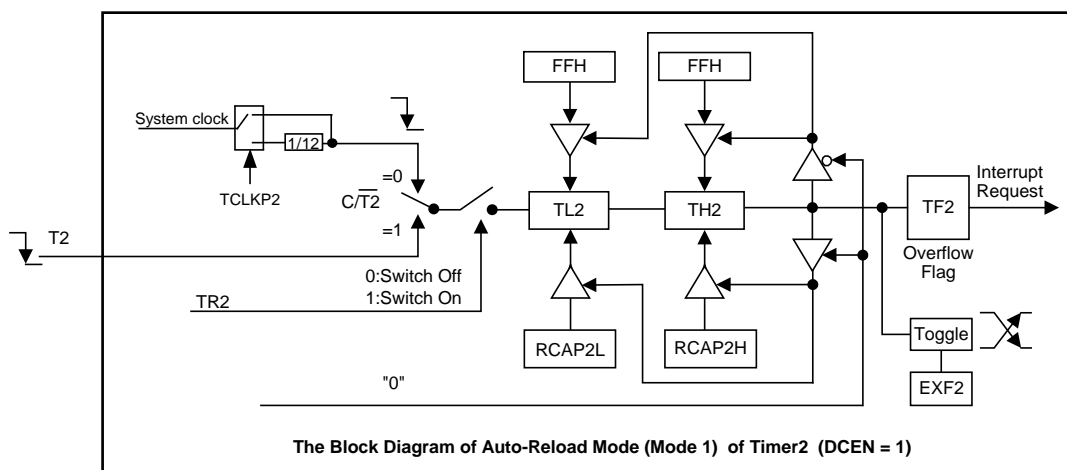 FFH
FFH
System clock
1/12
TCLKP2
=0
C/T2
=1
T2
TL2
TH2
TF2
Interrupt
Request
Overflow
Flag
0:Switch Off
1:Switch On
TR2
RCAP2L
RCAP2H
Toggle
EXF2
"0"
The Block Diagram of Auto-Reload Mode (Mode 1) of Timer2 (DCEN = 1)